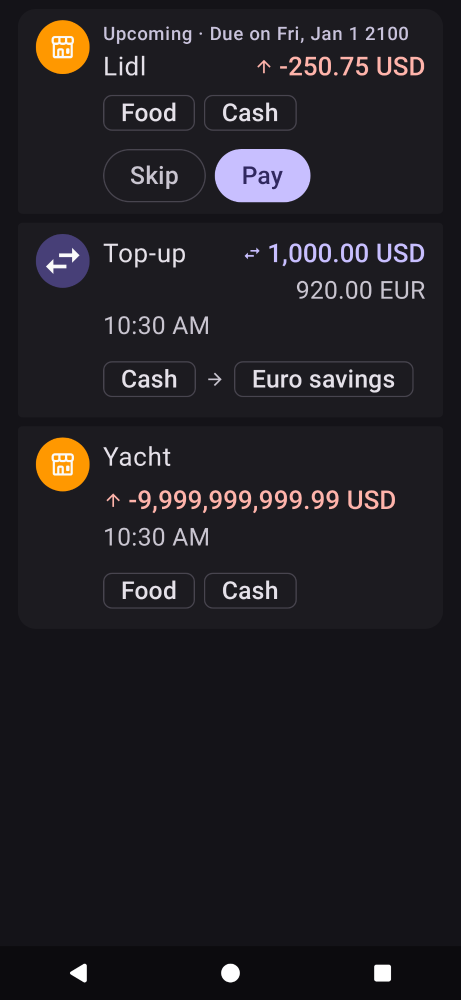 Upcoming · Due on Fri, Jan 1 2100
Lidl ↑ -250.75 USD
Food Cash
Skip Pay
Top-up 1,000.00 USD
920.00 EUR
10:30 AM
Cash → Euro savings
Yacht
↑ -9,999,999,999.99 USD
10:30 AM
Food Cash